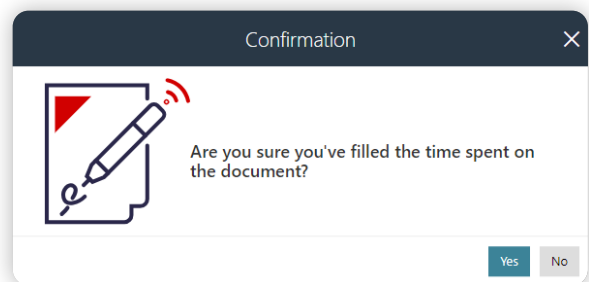 Confirmation
Are you sure you've filled the time spent on
the document?
Yes No